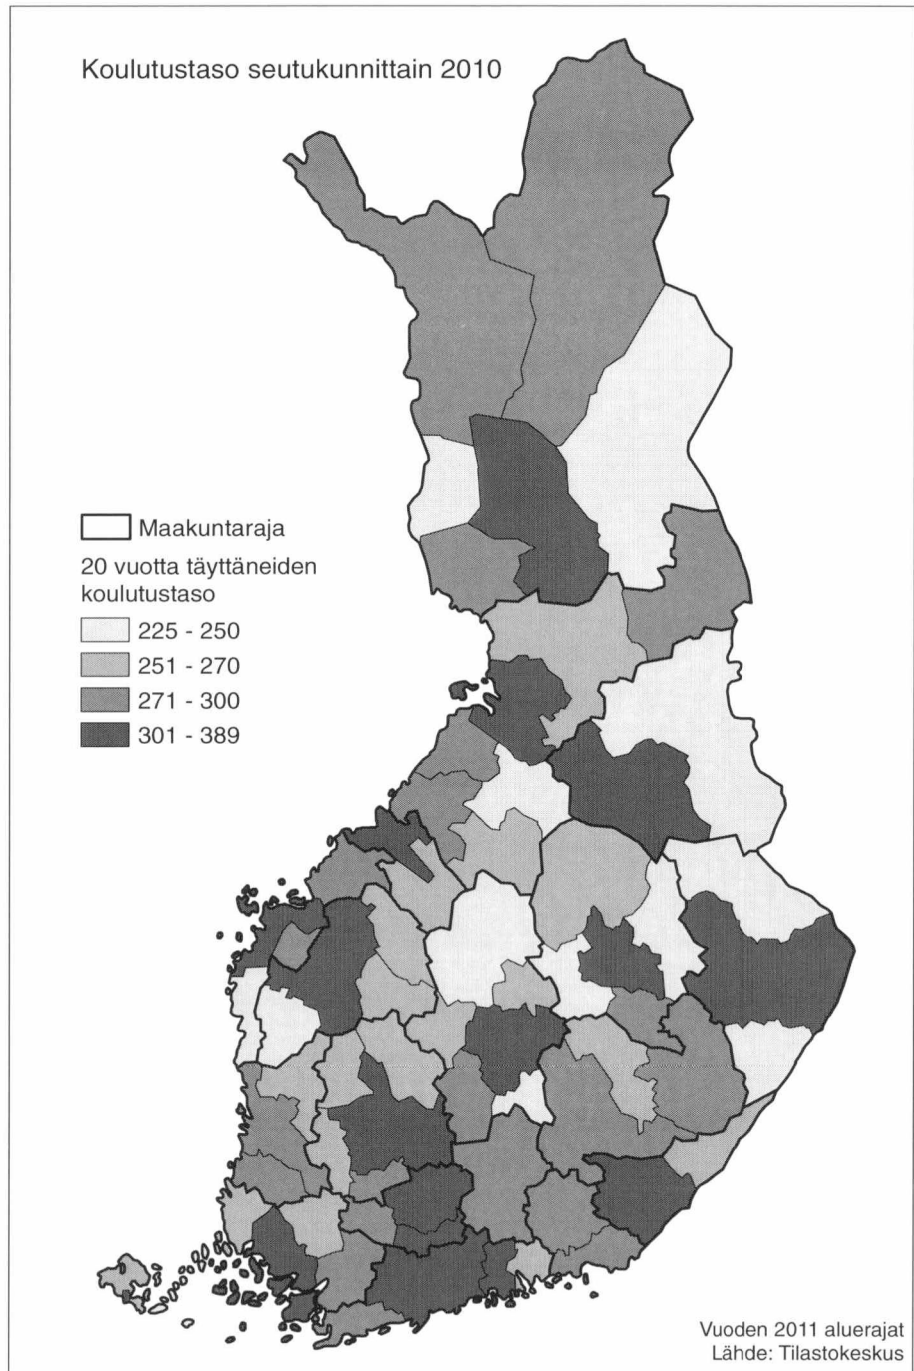 Koulutustaso seutukunnittain 2010
Maakuntaraja
20 vuotta täyttäneiden
koulutustaso
225 - 250
251 - 270
271 - 300
301 - 389
Vuoden 2011 aluerajat
Lähde: Tilastokeskus